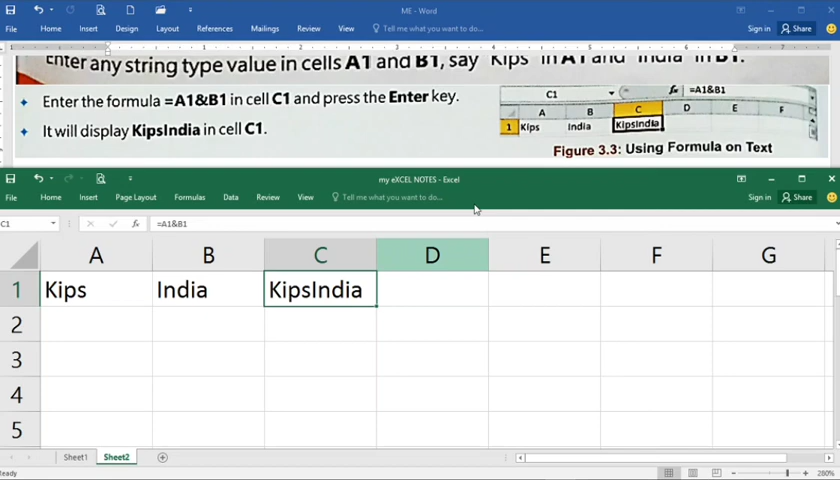 ME - Word
File Home Insert Design Layout References Mailings Review View Tell me what you want to do... Sign in Share
Enter any string type value in cells A1 and B1, say Kips in A1 and India in B1.
Enter the formula =A1&B1 in cell C1 and press the Enter key.
It will display KipsIndia in cell C1.
C1 fx =A1&B1
A B C D E F
1 Kips India KipsIndia
Figure 3.3: Using Formula on Text
my eXCEL NOTES - Excel
File Home Insert Page Layout Formulas Data Review View Tell me what you want to do... Sign in Share
C1 fx =A1&B1
A B C D E F G
1 Kips India KipsIndia
2
3
4
5
Sheet1 Sheet2
eady 280%